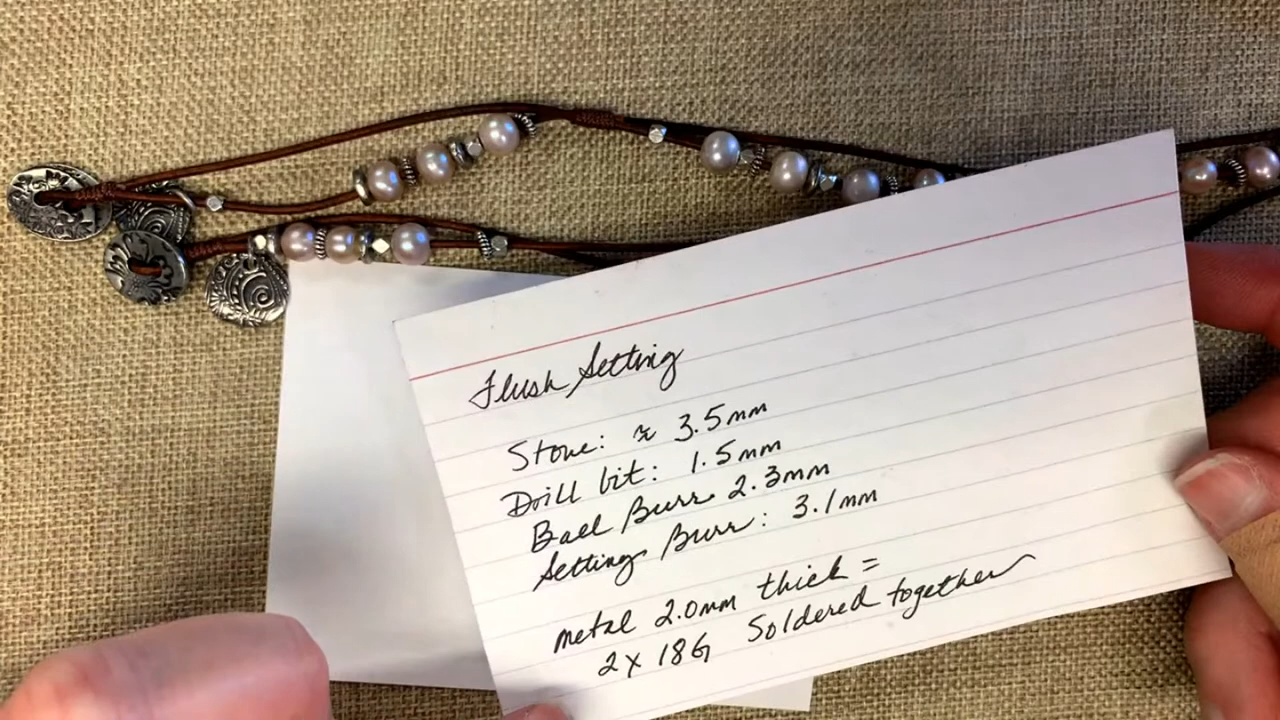 Flush Setting
Stone: ≈ 3.5mm
Drill bit: 1.5mm
Ball Burr 2.3mm
Setting Burr: 3.1mm
metal 2.0mm thick =
2x 18G Soldered together